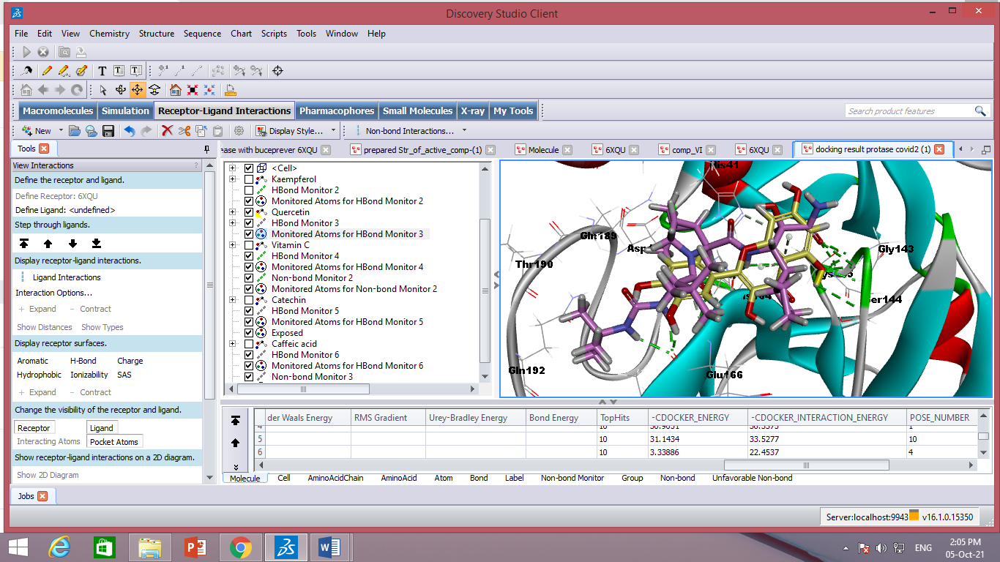 Discovery Studio Client
File Edit View Chemistry Structure Sequence Chart Scripts Tools Window Help
Macromolecules Simulation Receptor-Ligand Interactions Pharmacophores Small Molecules X-ray My Tools Search product features
New Display Style... Non-bond Interactions...
Tools
ease with buceprever 6XQU prepared Str_of_active_comp-(1) Molecule 6XQU comp_VI 6XQU docking result protase covid2 (1)
View Interactions ?
Define the receptor and ligand.
Define Receptor: 6XQU
Define Ligand: <undefined>
Step through ligands.
Display receptor-ligand interactions.
Ligand Interactions
Interaction Options...
+ Expand - Contract
Show Distances Show Types
Display receptor surfaces.
Aromatic H-Bond Charge
Hydrophobic Ionizability SAS
+ Expand - Contract
Change the visibility of the receptor and ligand.
Receptor Ligand
Interacting Atoms Pocket Atoms
Show receptor-ligand interactions on a 2D diagram.
Show 2D Diagram
<Cell>
Kaempferol
HBond Monitor 2
Monitored Atoms for HBond Monitor 2
Quercetin
HBond Monitor 3
Monitored Atoms for HBond Monitor 3
Vitamin C
HBond Monitor 4
Monitored Atoms for HBond Monitor 4
Non-bond Monitor 2
Monitored Atoms for Non-bond Monitor 2
Catechin
HBond Monitor 5
Monitored Atoms for HBond Monitor 5
Exposed
Caffeic acid
HBond Monitor 6
Monitored Atoms for HBond Monitor 6
Non-bond Monitor 3
His41
Gln189
Thr190
Gly143
Ser144
Gln192
Glu166
der Waals Energy RMS Gradient Urey-Bradley Energy Bond Energy TopHits -CDOCKER_ENERGY -CDOCKER_INTERACTION_ENERGY POSE_NUMBER
5 10 31.1434 33.5277 10
6 10 3.33886 22.4537 4
Molecule Cell AminoAcidChain AminoAcid Atom Bond Label Non-bond Monitor Group Non-bond Unfavorable Non-bond
Jobs
Server:localhost:9943 v16.1.0.15350
ENG
2:05 PM
05-Oct-21